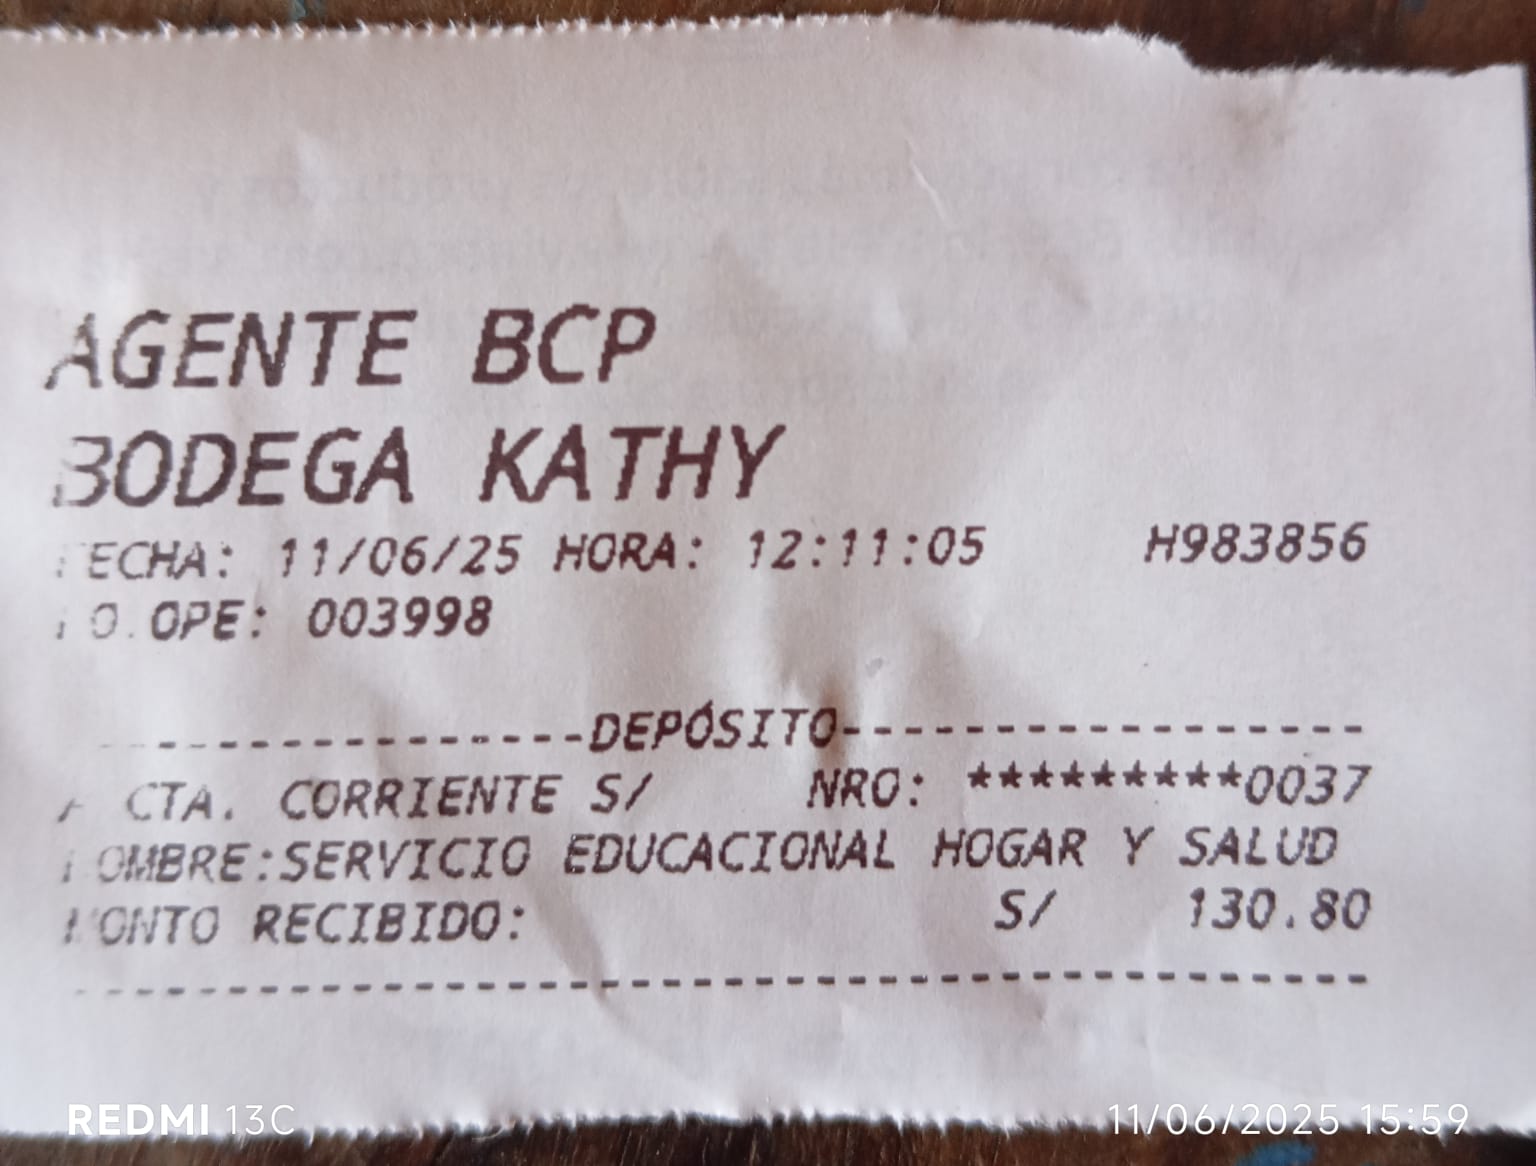 AGENTE BCP
BODEGA KATHY
FECHA: 11/06/25 HORA: 12:11:05 H983856
NO.OPE: 003998
-----------------DEPÓSITO-----------------
A CTA. CORRIENTE S/ NRO: *********0037
NOMBRE:SERVICIO EDUCACIONAL HOGAR Y SALUD
MONTO RECIBIDO: S/ 130.80
------------------------------------------
REDMI 13C 11/06/2025 15:59